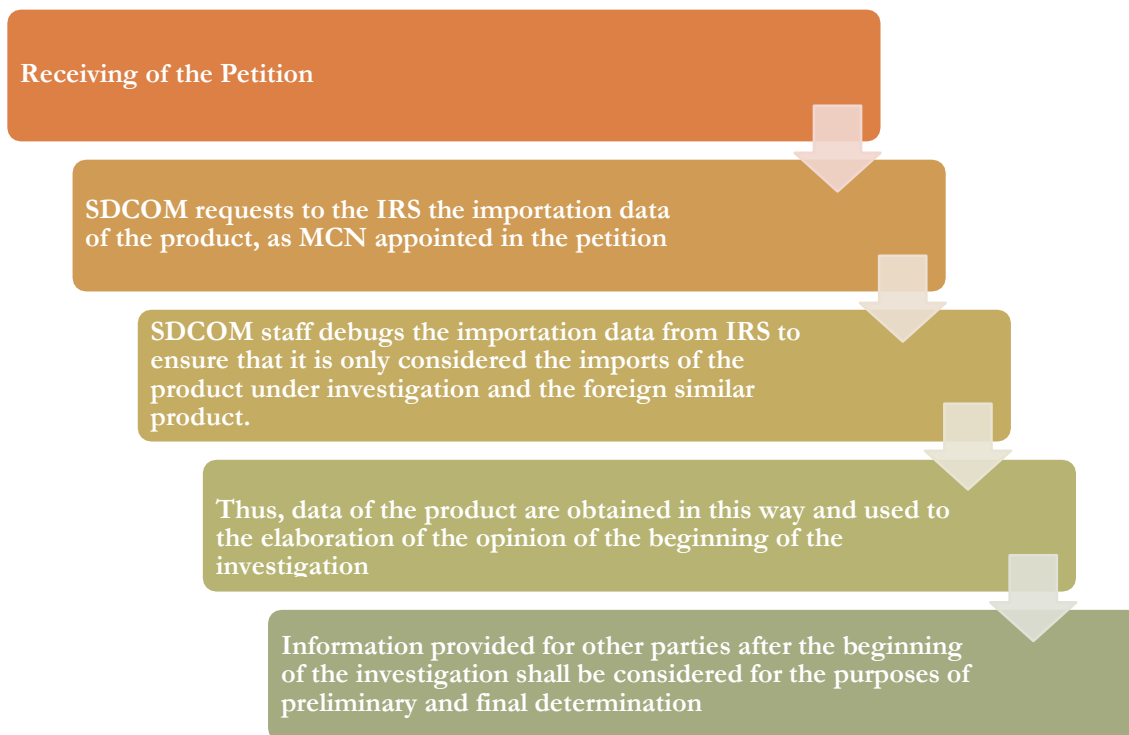 Receiving of the Petition
SDCOM requests to the IRS the importation data
of the product, as MCN appointed in the petition
SDCOM staff debugs the importation data from IRS to
ensure that it is only considered the imports of the
product under investigation and the foreign similar
product.
Thus, data of the product are obtained in this way and used to
the elaboration of the opinion of the beginning of the
investigation
Information provided for other parties after the beginning
of the investigation shall be considered for the purposes of
preliminary and final determination